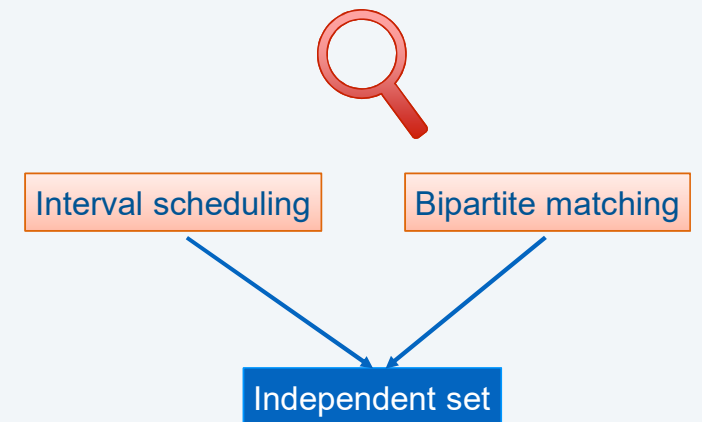 Interval scheduling
Bipartite matching
Independent set